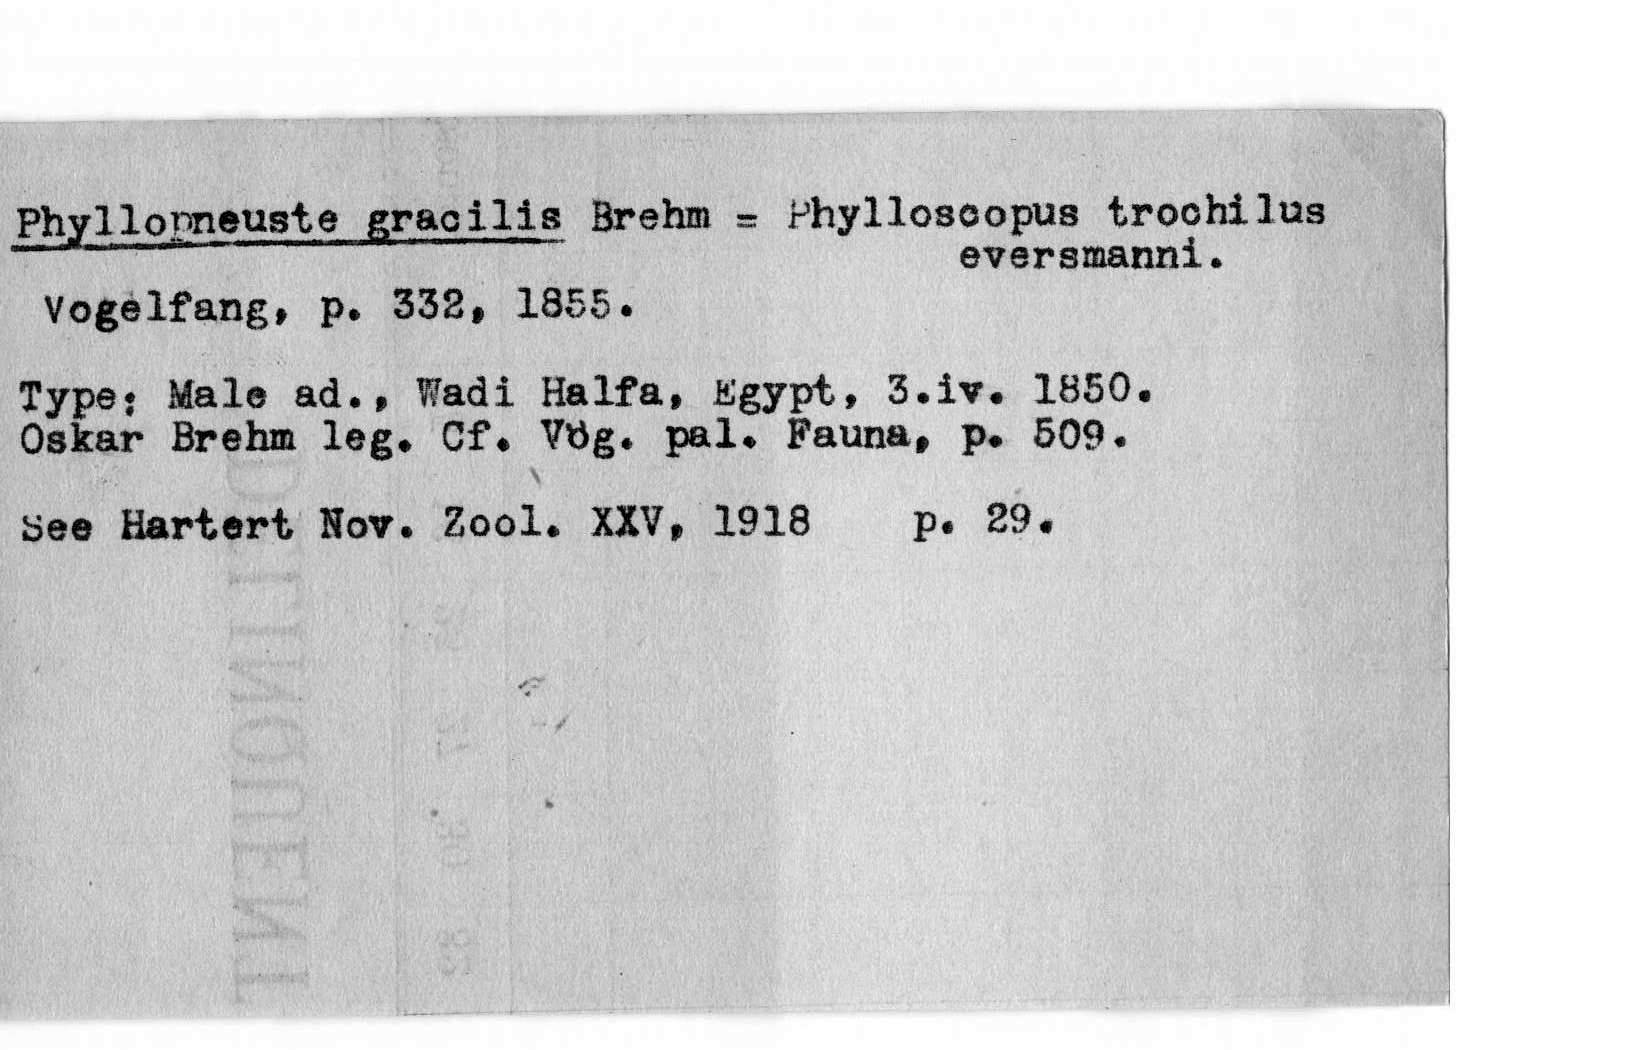 Phyllopneuste gracilis Brehm = Phylloscopus trochilus
eversmanni.
Vogelfang, p. 332, 1855.
Type: Male ad., Wadi Halfa, Egypt, 3.iv. 1850.
Oskar Brehm leg. Cf. Vög. pal. Fauna, p. 509.
See Hartert Nov. Zool. XXV, 1918 p. 29.